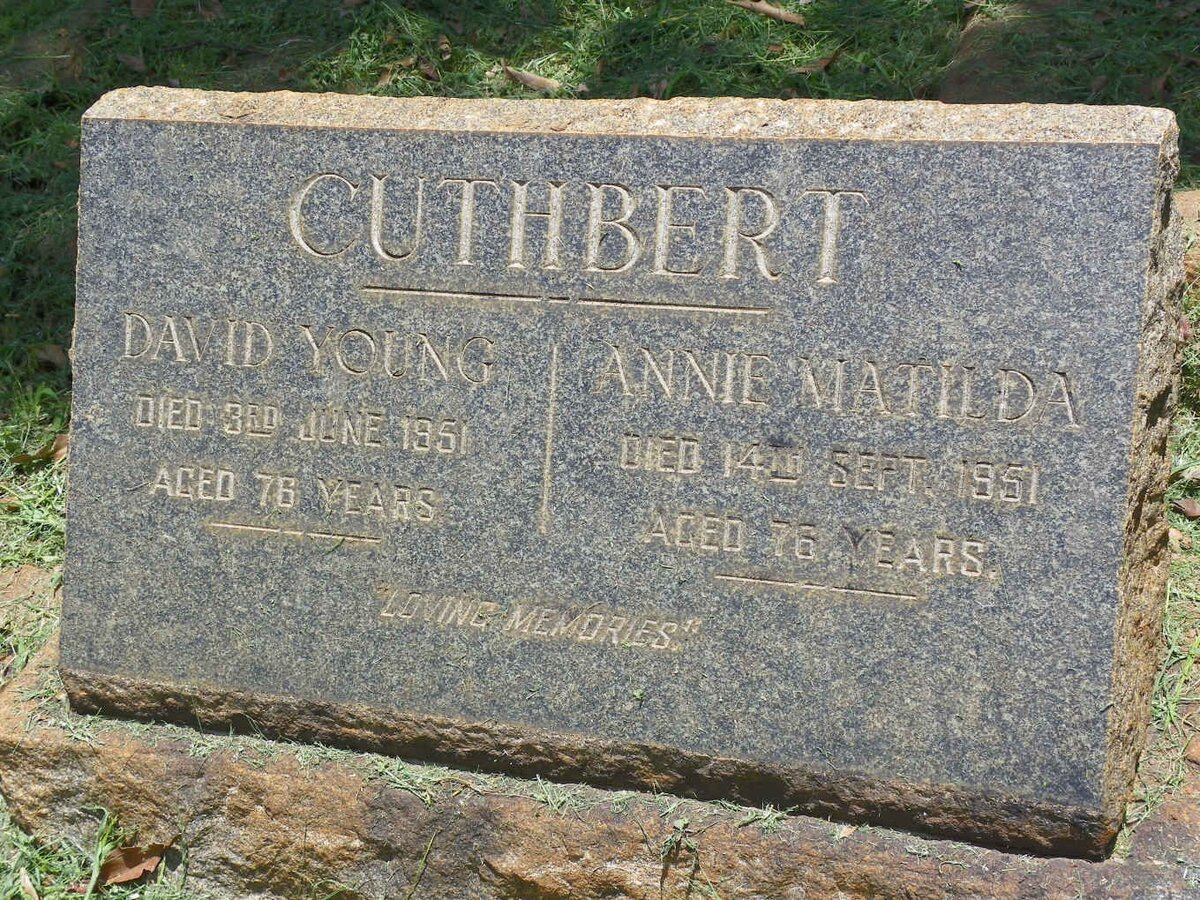 CUTHBERT
DAVID YOUNG
DIED 3RD JUNE 1951
AGED 78 YEARS
ANNIE MATILDA
DIED 14TH SEPT. 1951
AGED 76 YEARS.
"LOVING MEMORIES."